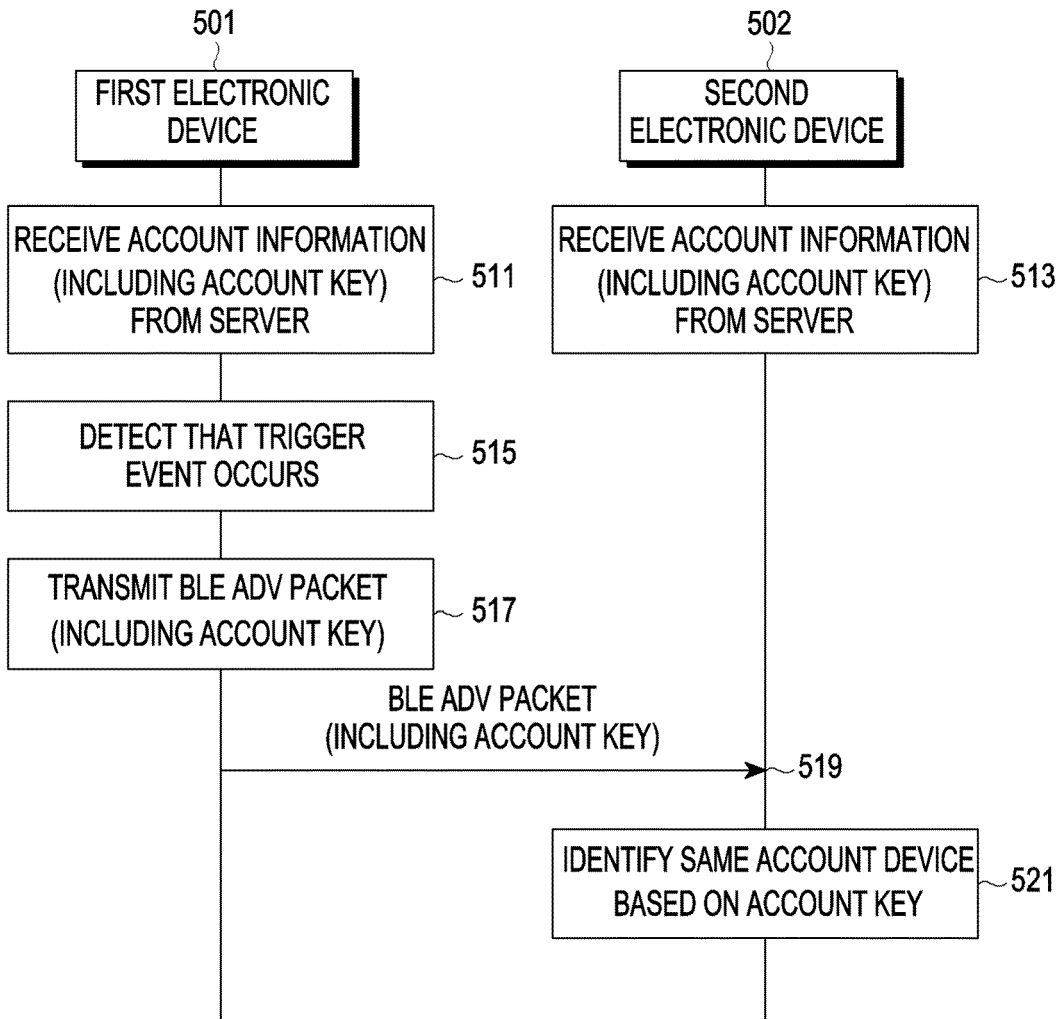 501
502
FIRST ELECTRONIC
DEVICE
SECOND
ELECTRONIC DEVICE
RECEIVE ACCOUNT INFORMATION
(INCLUDING ACCOUNT KEY)
FROM SERVER
511
RECEIVE ACCOUNT INFORMATION
(INCLUDING ACCOUNT KEY)
FROM SERVER
513
DETECT THAT TRIGGER
EVENT OCCURS
515
TRANSMIT BLE ADV PACKET
(INCLUDING ACCOUNT KEY)
517
BLE ADV PACKET
(INCLUDING ACCOUNT KEY)
519
IDENTIFY SAME ACCOUNT DEVICE
BASED ON ACCOUNT KEY
521